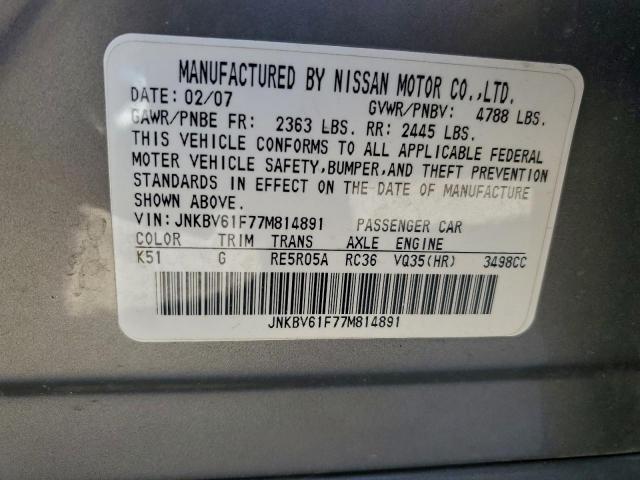 MANUFACTURED BY NISSAN MOTOR CO.,LTD.
DATE: 02/07 GVWR/PNBV: 4788 LBS.
GAWR/PNBE FR: 2363 LBS. RR: 2445 LBS.
THIS VEHICLE CONFORMS TO ALL APPLICABLE FEDERAL
MOTER VEHICLE SAFETY,BUMPER,AND THEFT PREVENTION
STANDARDS IN EFFECT ON THE DATE OF MANUFACTURE
SHOWN ABOVE.
VIN:JNKBV61F77M814891 PASSENGER CAR
COLOR TRIM TRANS AXLE ENGINE
K51 G RE5R05A RC36 VQ35(HR) 3498CC
JNKBV61F77M814891